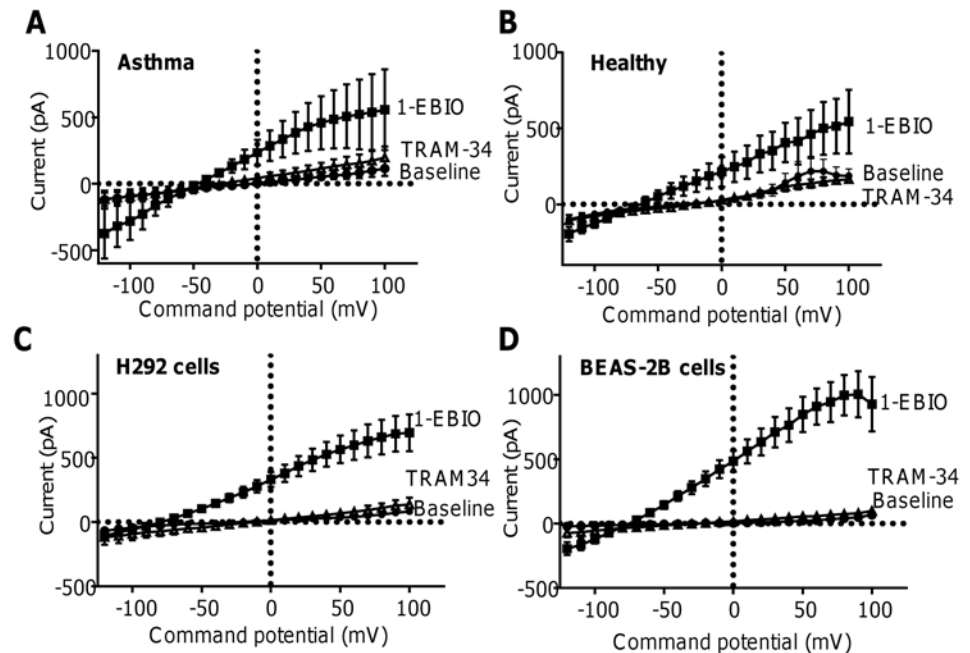 A
Asthma
1000
500
0
-500
Current (pA)
1-EBIO
TRAM-34
Baseline
-100
-50
0
50
100
Command potential (mV)
B
Healthy
1000
500
0
Current (pA)
1-EBIO
Baseline
TRAM-34
-100
-50
0
50
100
Command potential (mV)
C
H292 cells
1000
500
0
-500
Current (pA)
1-EBIO
TRAM34
Baseline
-100
-50
0
50
100
Command potential (mV)
D
BEAS-2B cells
1000
500
0
-500
Current (pA)
1-EBIO
TRAM-34
Baseline
-100
-50
0
50
100
Command potential (mV)